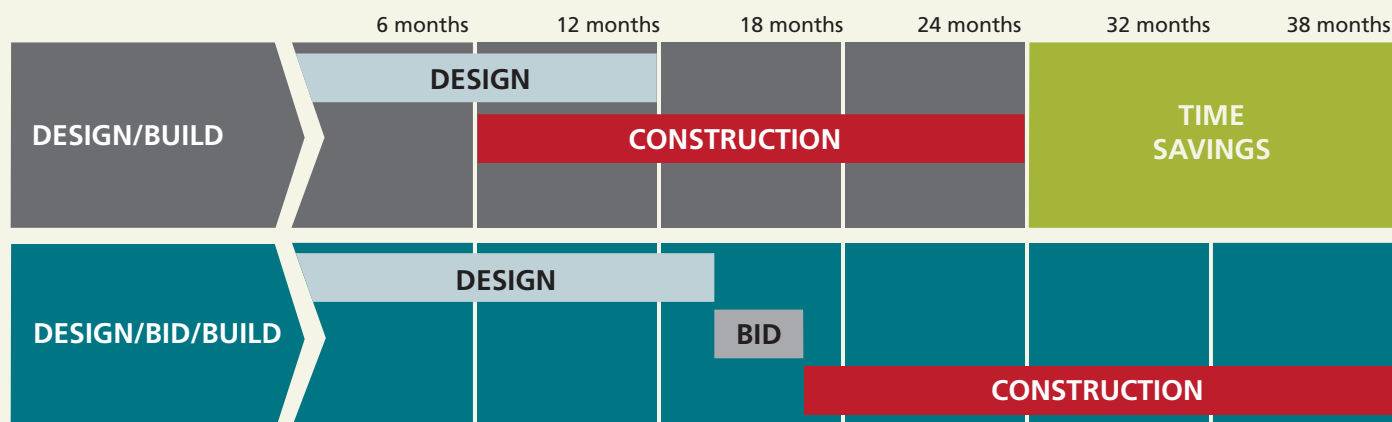 6 months 12 months 18 months 24 months 32 months 38 months
DESIGN/BUILD
DESIGN
CONSTRUCTION
TIME
SAVINGS
DESIGN/BID/BUILD
DESIGN
BID
CONSTRUCTION